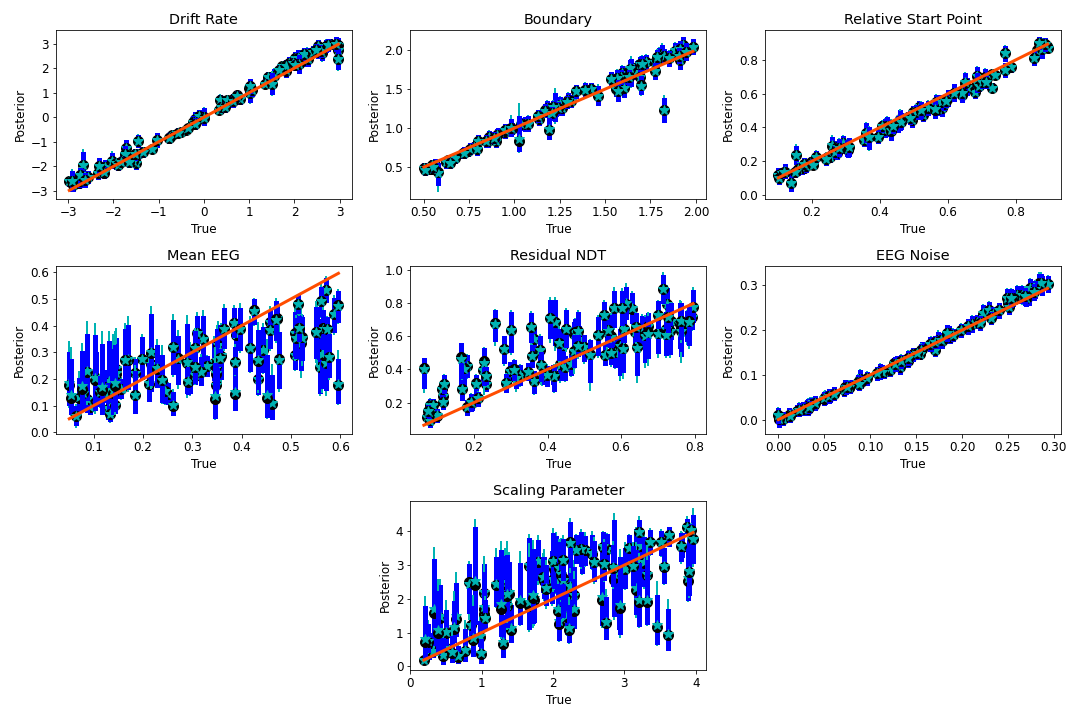 Drift Rate
3
2
1
0
−1
−2
−3
Posterior
−3 −2 −1 0 1 2 3
True
Boundary
2.0
1.5
1.0
0.5
Posterior
0.50 0.75 1.00 1.25 1.50 1.75 2.00
True
Relative Start Point
0.8
0.6
0.4
0.2
0.0
Posterior
0.2 0.4 0.6 0.8
True
Mean EEG
0.6
0.5
0.4
0.3
0.2
0.1
0.0
Posterior
0.1 0.2 0.3 0.4 0.5 0.6
True
Residual NDT
1.0
0.8
0.6
0.4
0.2
Posterior
0.2 0.4 0.6 0.8
True
EEG Noise
0.3
0.2
0.1
0.0
Posterior
0.00 0.05 0.10 0.15 0.20 0.25 0.30
True
Scaling Parameter
4
3
2
1
0
Posterior
0 1 2 3 4
True